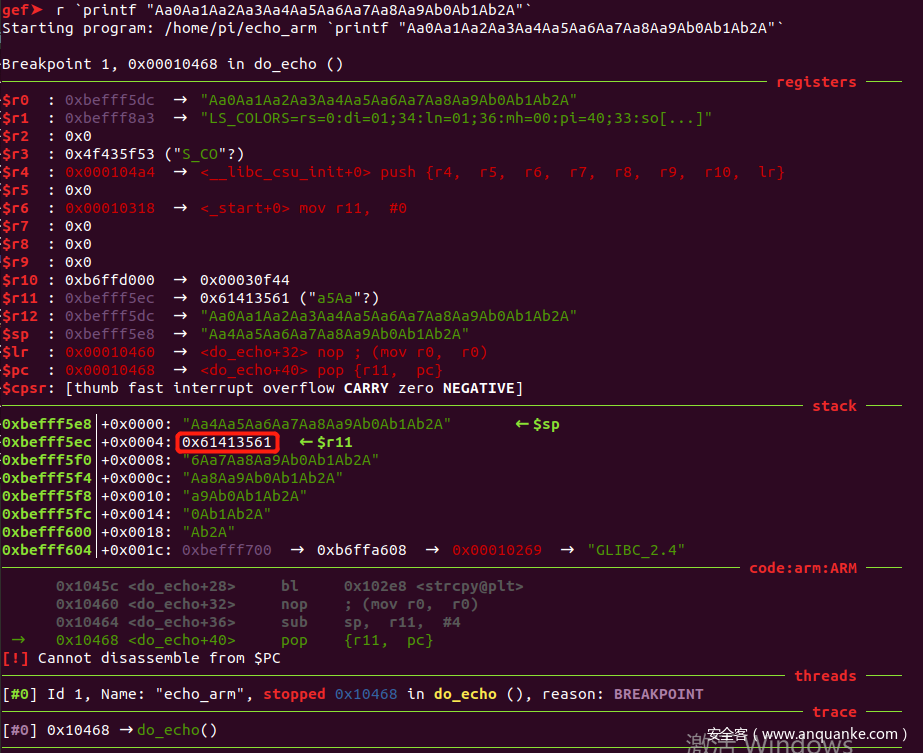 gef➤ r `printf "Aa0Aa1Aa2Aa3Aa4Aa5Aa6Aa7Aa8Aa9Ab0Ab1Ab2A"`
Starting program: /home/pi/echo_arm `printf "Aa0Aa1Aa2Aa3Aa4Aa5Aa6Aa7Aa8Aa9Ab0Ab1Ab2A"`
Breakpoint 1, 0x00010468 in do_echo ()
registers
$r0 : 0xbefff5dc → "Aa0Aa1Aa2Aa3Aa4Aa5Aa6Aa7Aa8Aa9Ab0Ab1Ab2A"
$r1 : 0xbefff8a3 → "LS_COLORS=rs=0:di=01;34:ln=01;36:mh=00:pi=40;33:so[...]"
$r2 : 0x0
$r3 : 0x4f435f53 ("S_CO"?)
$r4 : 0x000104a4 → <__libc_csu_init+0> push {r4, r5, r6, r7, r8, r9, r10, lr}
$r5 : 0x0
$r6 : 0x00010318 → <_start+0> mov r11, #0
$r7 : 0x0
$r8 : 0x0
$r9 : 0x0
$r10 : 0xb6ffd000 → 0x00030f44
$r11 : 0xbefff5ec → 0x61413561 ("a5Aa"?)
$r12 : 0xbefff5dc → "Aa0Aa1Aa2Aa3Aa4Aa5Aa6Aa7Aa8Aa9Ab0Ab1Ab2A"
$sp : 0xbefff5e8 → "Aa4Aa5Aa6Aa7Aa8Aa9Ab0Ab1Ab2A"
$lr : 0x00010460 → <do_echo+32> nop ; (mov r0, r0)
$pc : 0x00010468 → <do_echo+40> pop {r11, pc}
$cpsr: [thumb fast interrupt overflow CARRY zero NEGATIVE]
stack
0xbefff5e8│+0x0000: "Aa4Aa5Aa6Aa7Aa8Aa9Ab0Ab1Ab2A" ←$sp
0xbefff5ec│+0x0004: 0x61413561 ←$r11
0xbefff5f0│+0x0008: "6Aa7Aa8Aa9Ab0Ab1Ab2A"
0xbefff5f4│+0x000c: "Aa8Aa9Ab0Ab1Ab2A"
0xbefff5f8│+0x0010: "a9Ab0Ab1Ab2A"
0xbefff5fc│+0x0014: "0Ab1Ab2A"
0xbefff600│+0x0018: "Ab2A"
0xbefff604│+0x001c: 0xbefff700 → 0xb6ffa608 → 0x00010269 → "GLIBC_2.4"
code:arm:ARM
0x1045c <do_echo+28> bl 0x102e8 <strcpy@plt>
0x10460 <do_echo+32> nop ; (mov r0, r0)
0x10464 <do_echo+36> sub sp, r11, #4
→ 0x10468 <do_echo+40> pop {r11, pc}
[!] Cannot disassemble from $PC
threads
[#0] Id 1, Name: "echo_arm", stopped 0x10468 in do_echo (), reason: BREAKPOINT
trace
[#0] 0x10468 →do_echo()
安全客（www.anquanke.com）
激活 Windows